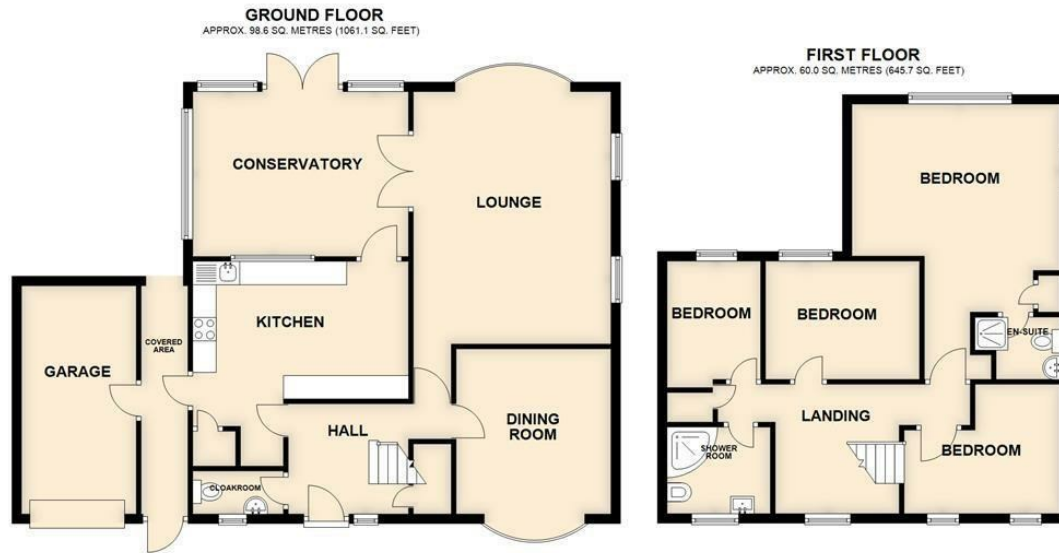 GROUND FLOOR
APPROX. 98.6 SQ. METRES (1061.1 SQ. FEET)
CONSERVATORY
LOUNGE
KITCHEN
COVERED
AREA
GARAGE
HALL
DINING
ROOM
CLOAKROOM
FIRST FLOOR
APPROX. 60.0 SQ. METRES (645.7 SQ. FEET)
BEDROOM
BEDROOM
BEDROOM
EN-SUITE
LANDING
SHOWER
ROOM
BEDROOM